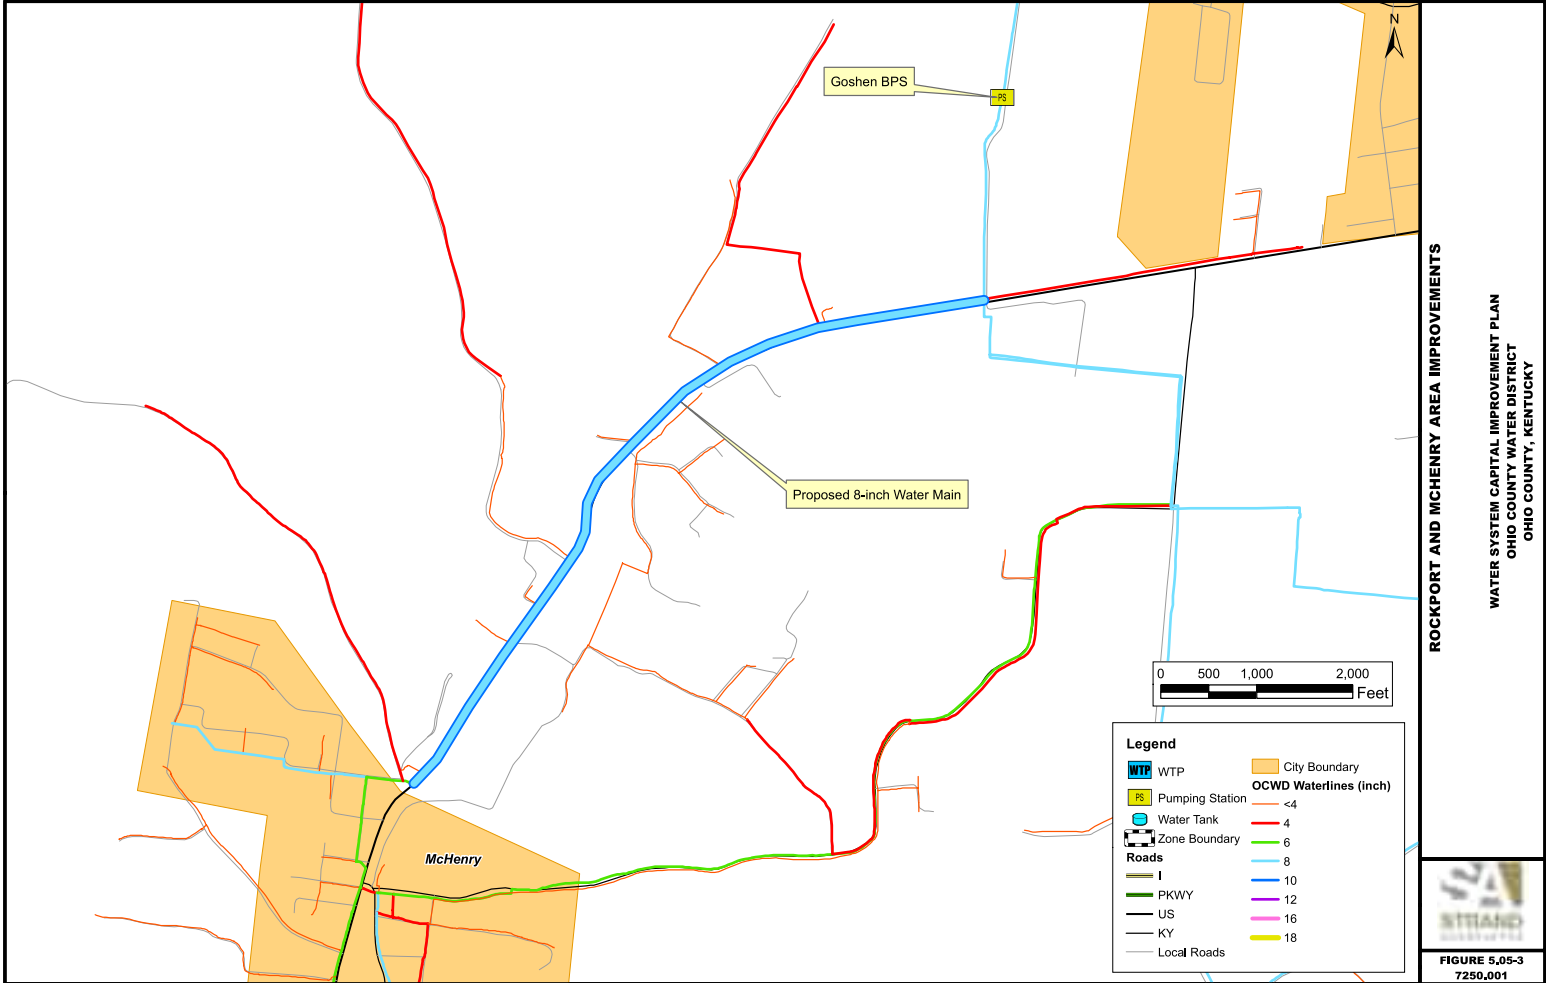 N
Goshen BPS
PS
Proposed 8-inch Water Main
McHenry
0 500 1,000 2,000
Feet
Legend
WTP WTP
PS Pumping Station
Water Tank
Zone Boundary
Roads
I
PKWY
US
KY
Local Roads
City Boundary
OCWD Waterlines (inch)
<4
4
6
8
10
12
16
18
ROCKPORT AND MCHENRY AREA IMPROVEMENTS
WATER SYSTEM CAPITAL IMPROVEMENT PLAN
OHIO COUNTY WATER DISTRICT
OHIO COUNTY, KENTUCKY
STRAND
FIGURE 5.05-3
7250.001